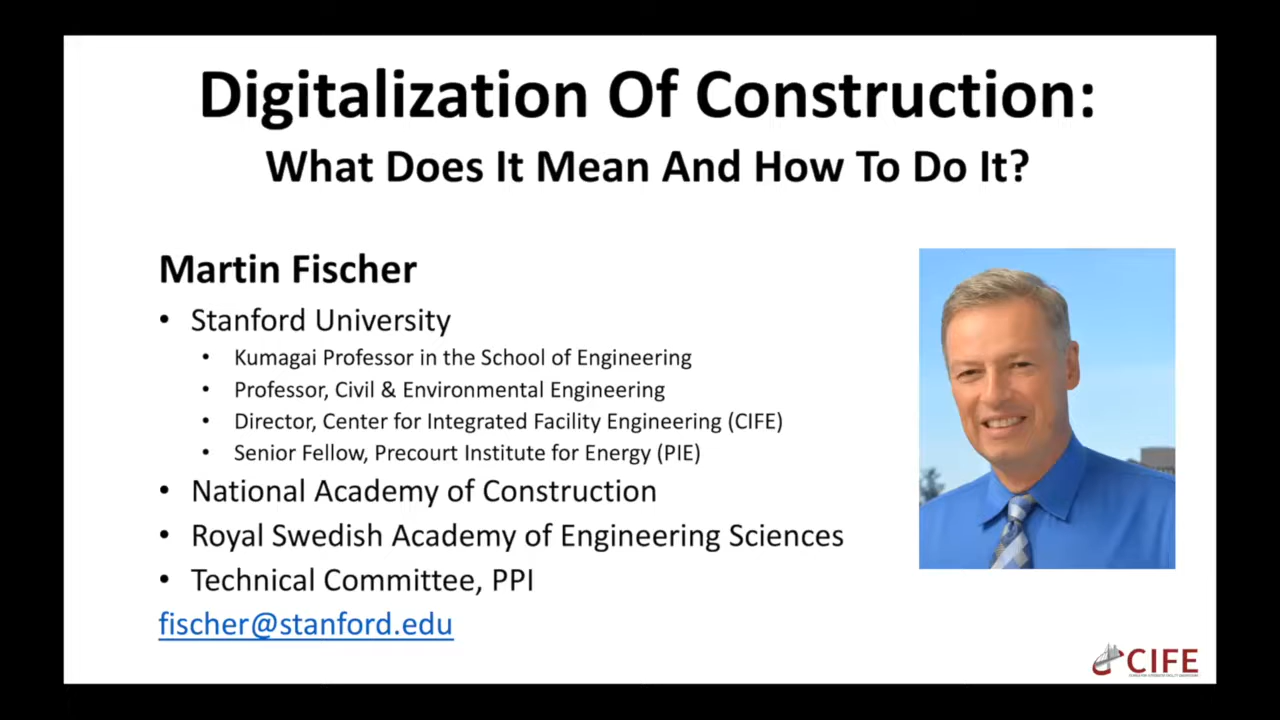 Digitalization Of Construction:
What Does It Mean And How To Do It?
Martin Fischer
• Stanford University
• Kumagai Professor in the School of Engineering
• Professor, Civil & Environmental Engineering
• Director, Center for Integrated Facility Engineering (CIFE)
• Senior Fellow, Precourt Institute for Energy (PIE)
• National Academy of Construction
• Royal Swedish Academy of Engineering Sciences
• Technical Committee, PPI
fischer@stanford.edu
CIFE